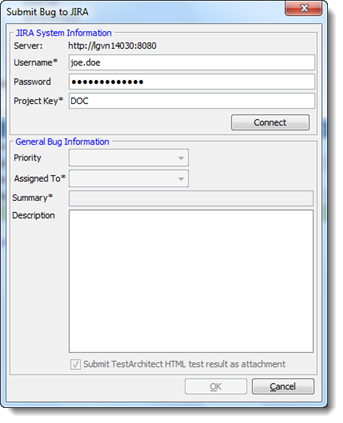 Submit Bug to JIRA
JIRA System Information
Server: http://lgvn14030:8080
Username* joe.doe
Password ●●●●●●●●●●●●●
Project Key* DOC
Connect
General Bug Information
Priority
Assigned To*
Summary*
Description
Submit TestArchitect HTML test result as attachment
OK Cancel